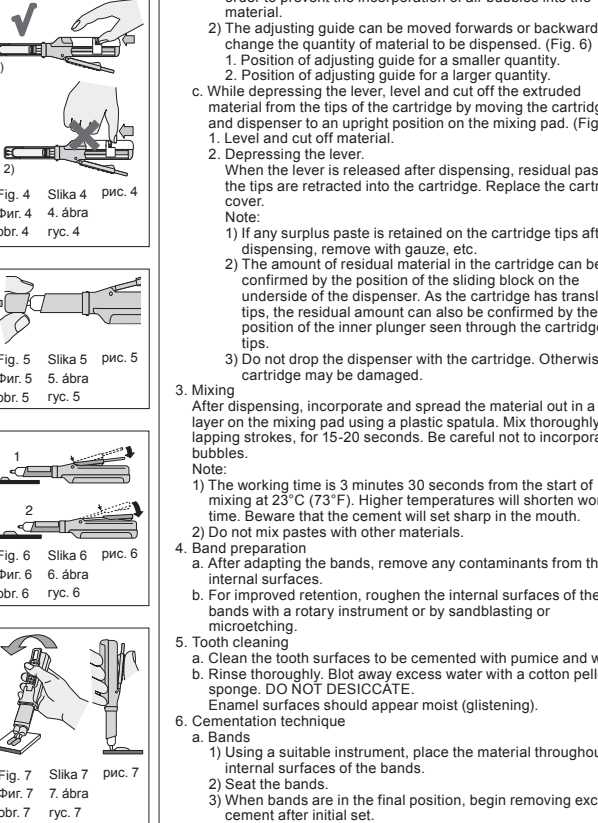 2)
Fig. 4 Slika 4 рис. 4
Фиг. 4 4. ábra
obr. 4 ryc. 4
Fig. 5 Slika 5 рис. 5
Фиг. 5 5. ábra
obr. 5 ryc. 5
1
2
Fig. 6 Slika 6 рис. 6
Фиг. 6 6. ábra
obr. 6 ryc. 6
Fig. 7 Slika 7 рис. 7
Фиг. 7 7. ábra
obr. 7 ryc. 7
order to prevent the incorporation of air bubbles into the
material.
2) The adjusting guide can be moved forwards or backward
change the quantity of material to be dispensed. (Fig. 6)
1. Position of adjusting guide for a smaller quantity.
2. Position of adjusting guide for a larger quantity.
c. While depressing the lever, level and cut off the extruded
material from the tips of the cartridge by moving the cartridg
and dispenser to an upright position on the mixing pad. (Fig
1. Level and cut off material.
2. Depressing the lever.
When the lever is released after dispensing, residual pas
the tips are retracted into the cartridge. Replace the cartr
cover.
Note:
1) If any surplus paste is retained on the cartridge tips aft
dispensing, remove with gauze, etc.
2) The amount of residual material in the cartridge can be
confirmed by the position of the sliding block on the
underside of the dispenser. As the cartridge has transl
tips, the residual amount can also be confirmed by the
position of the inner plunger seen through the cartridge
tips.
3) Do not drop the dispenser with the cartridge. Otherwis
cartridge may be damaged.
3. Mixing
After dispensing, incorporate and spread the material out in a
layer on the mixing pad using a plastic spatula. Mix thoroughly
lapping strokes, for 15-20 seconds. Be careful not to incorpora
bubbles.
Note:
1) The working time is 3 minutes 30 seconds from the start of
mixing at 23°C (73°F). Higher temperatures will shorten wor
time. Beware that the cement will set sharp in the mouth.
2) Do not mix pastes with other materials.
4. Band preparation
a. After adapting the bands, remove any contaminants from th
internal surfaces.
b. For improved retention, roughen the internal surfaces of the
bands with a rotary instrument or by sandblasting or
microetching.
5. Tooth cleaning
a. Clean the tooth surfaces to be cemented with pumice and w
b. Rinse thoroughly. Blot away excess water with a cotton pelle
sponge. DO NOT DESICCATE.
Enamel surfaces should appear moist (glistening).
6. Cementation technique
a. Bands
1) Using a suitable instrument, place the material throughou
internal surfaces of the bands.
2) Seat the bands.
3) When bands are in the final position, begin removing exc
cement after initial set.